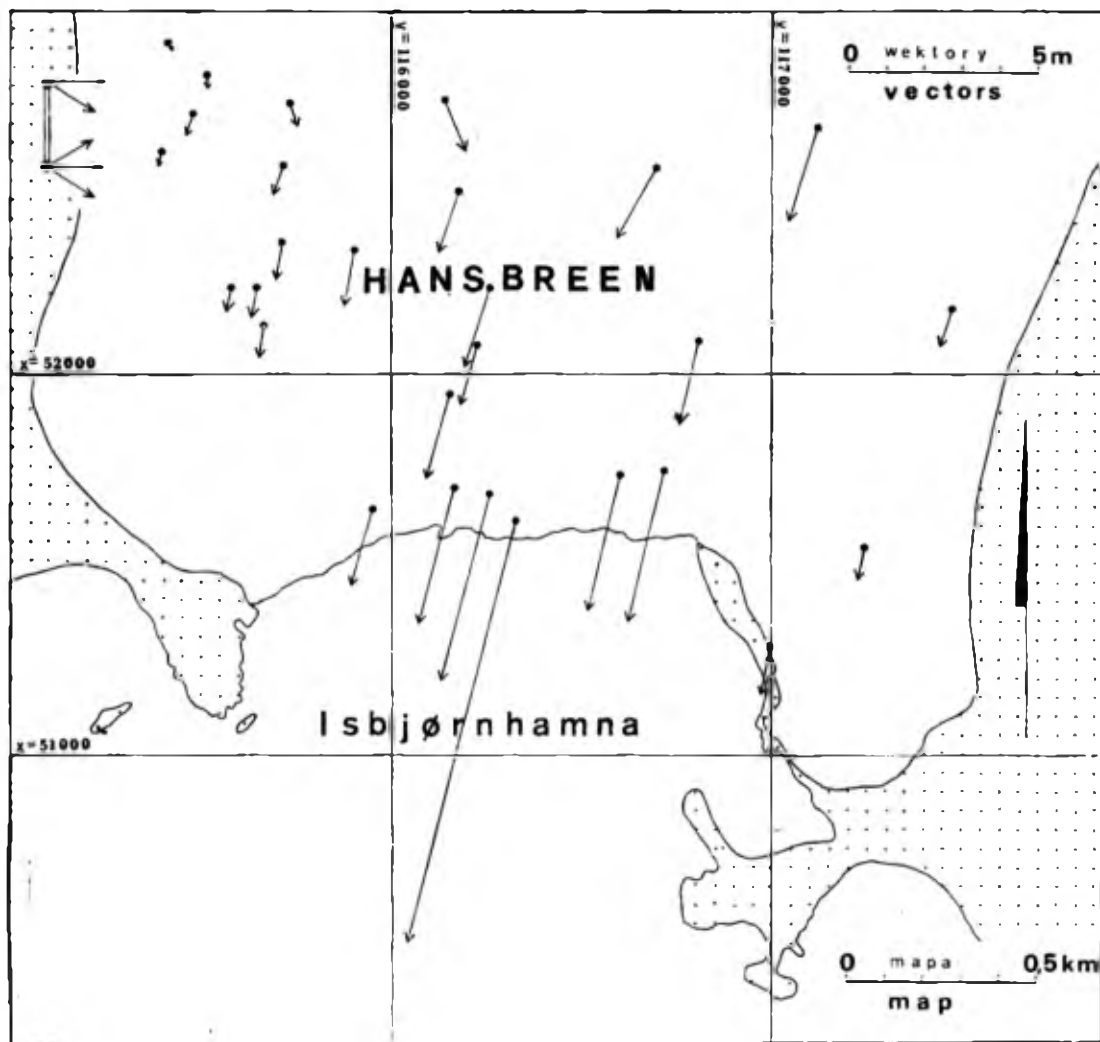 y=116000
y=117000
0 wektory 5m
vectors
HANS.BREEN
x=52000
Isbjørnhamna
x=51000
0 mapa 0,5km
map